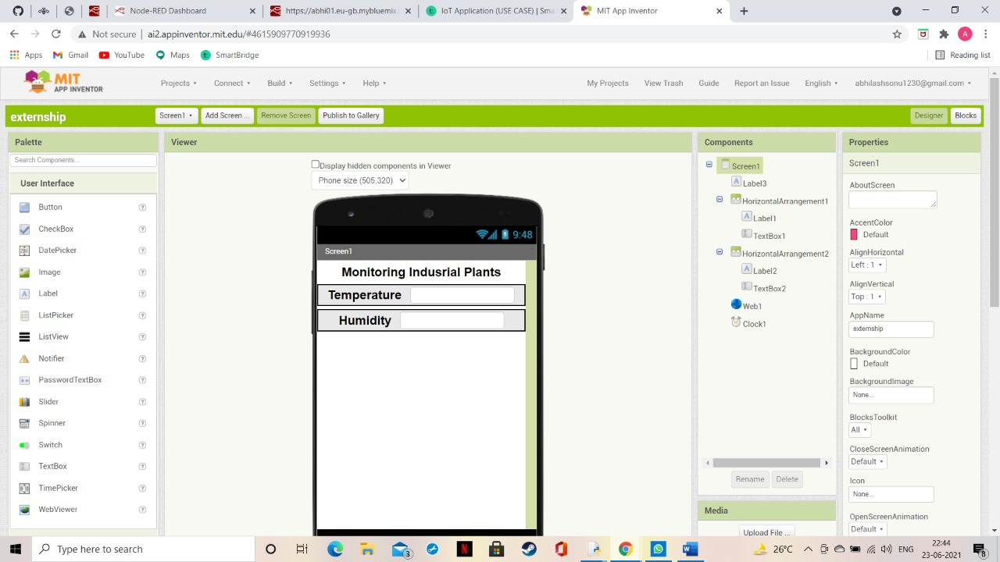 Node-RED Dashboard
https://abhi01.eu-gb.mybluemix.
IoT Application (USE CASE) | Sma
MIT App Inventor
Not secure | ai2.appinventor.mit.edu/#4615909770919936
Apps Gmail YouTube Maps SmartBridge Reading list
MIT APP INVENTOR
Projects Connect Build Settings Help My Projects View Trash Guide Report an Issue English abhilashsonu1230@gmail.com
externship Screen1 Add Screen ... Remove Screen Publish to Gallery Designer Blocks
Palette
Search Components...
User Interface
Button
CheckBox
DatePicker
Image
Label
ListPicker
ListView
Notifier
PasswordTextBox
Slider
Spinner
Switch
TextBox
TimePicker
WebViewer
Viewer
Display hidden components in Viewer
Phone size (505,320)
9:48
Screen1
Monitoring Indusrial Plants
Temperature
Humidity
Components
Screen1
Label3
HorizontalArrangement1
Label1
TextBox1
HorizontalArrangement2
Label2
TextBox2
Web1
Clock1
Rename Delete
Media
Upload File ...
Properties
Screen1
AboutScreen
AccentColor
Default
AlignHorizontal
Left : 1
AlignVertical
Top : 1
AppName
externship
BackgroundColor
Default
BackgroundImage
None...
BlocksToolkit
All
CloseScreenAnimation
Default
Icon
None...
OpenScreenAnimation
Default
Type here to search
3
26°C
ENG
22:44
23-06-2021
8